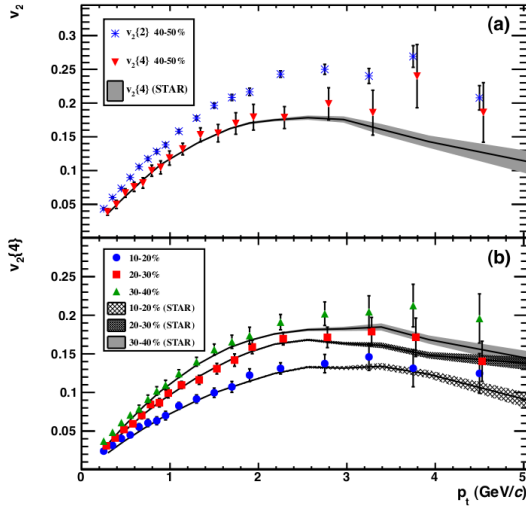 v₂
0.3
0.25
0.2
0.15
0.1
0.05
(a)
v₂{2} 40-50%
v₂{4} 40-50%
v₂{4} (STAR)
v₂{4}
0.25
0.2
0.15
0.1
0.05
(b)
10-20%
20-30%
30-40%
10-20% (STAR)
20-30% (STAR)
30-40% (STAR)
0 1 2 3 4 5
pₜ (GeV/c)